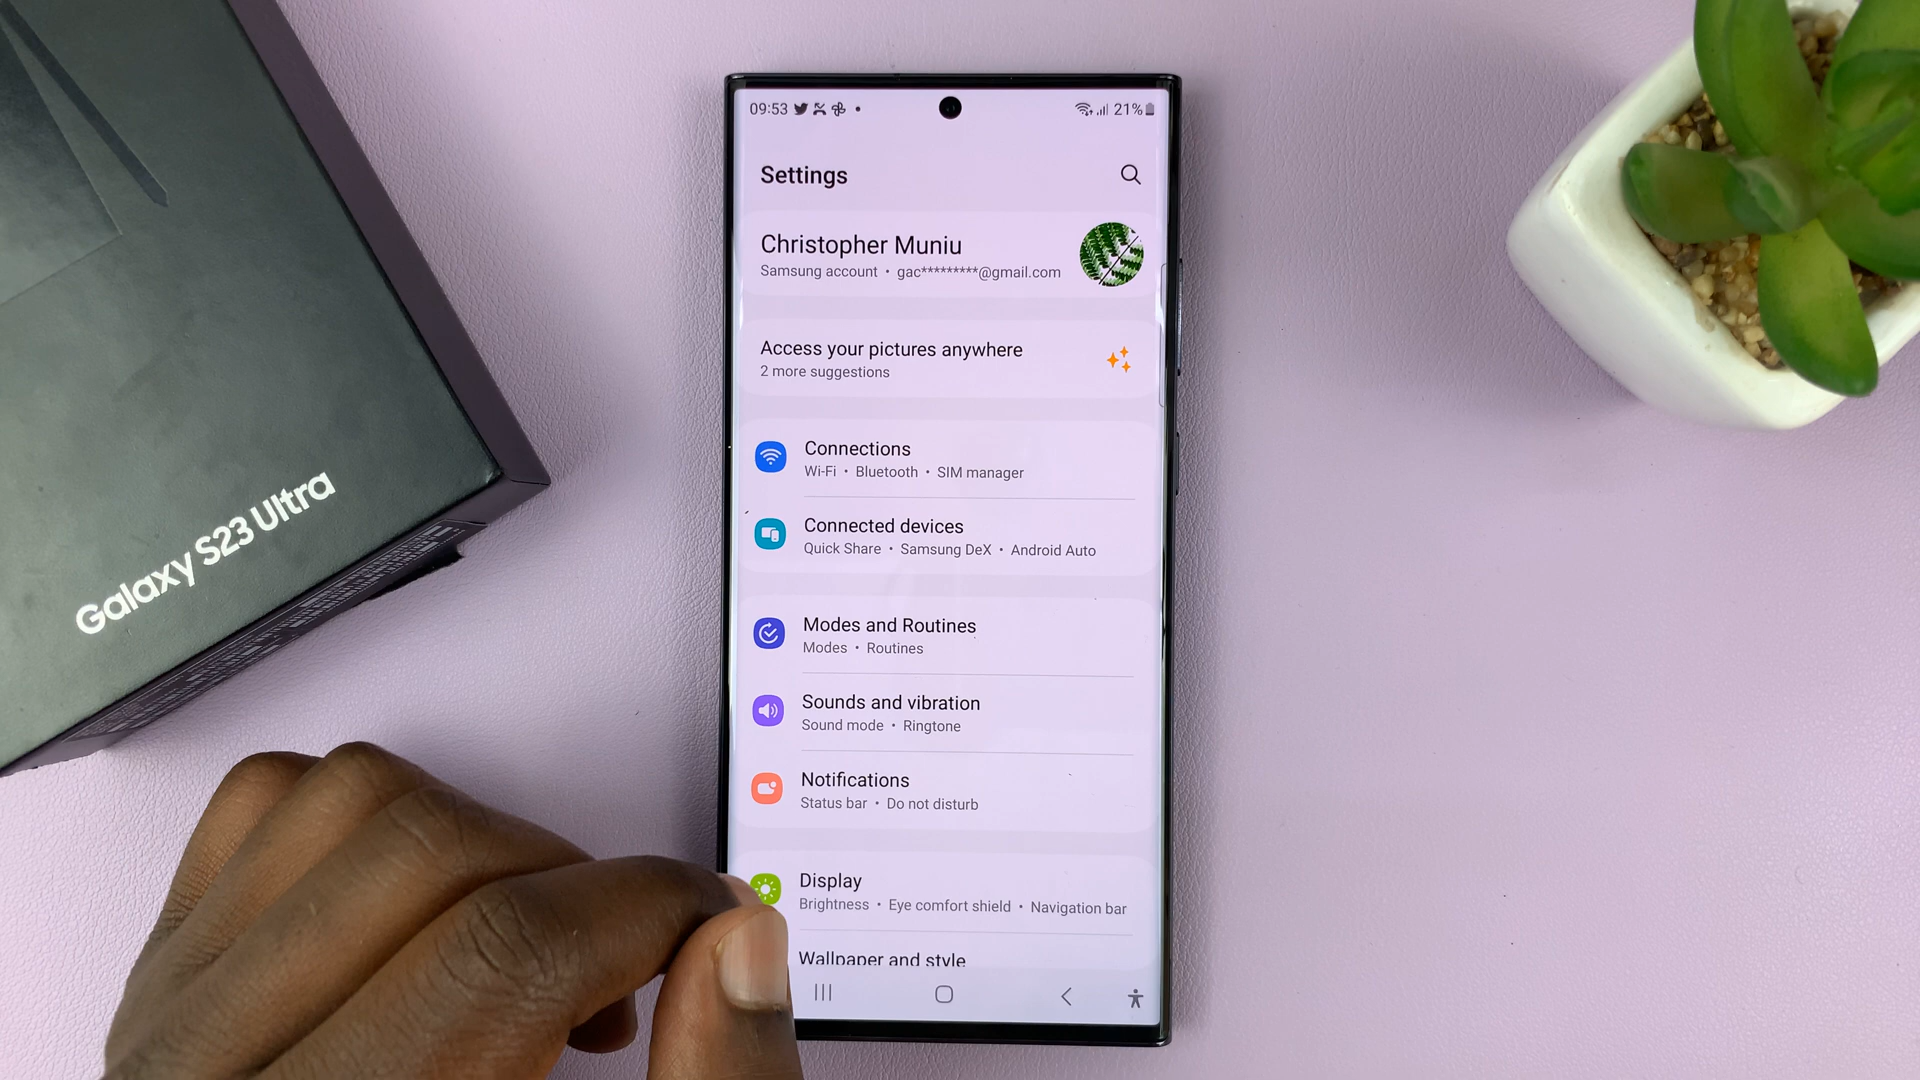 Galaxy S23 Ultra
09:53 21%
Settings
Christopher Muniu
Samsung account • gac*********@gmail.com
Access your pictures anywhere
2 more suggestions
Connections
Wi-Fi • Bluetooth • SIM manager
Connected devices
Quick Share • Samsung DeX • Android Auto
Modes and Routines
Modes • Routines
Sounds and vibration
Sound mode • Ringtone
Notifications
Status bar • Do not disturb
Display
Brightness • Eye comfort shield • Navigation bar
Wallpaper and style